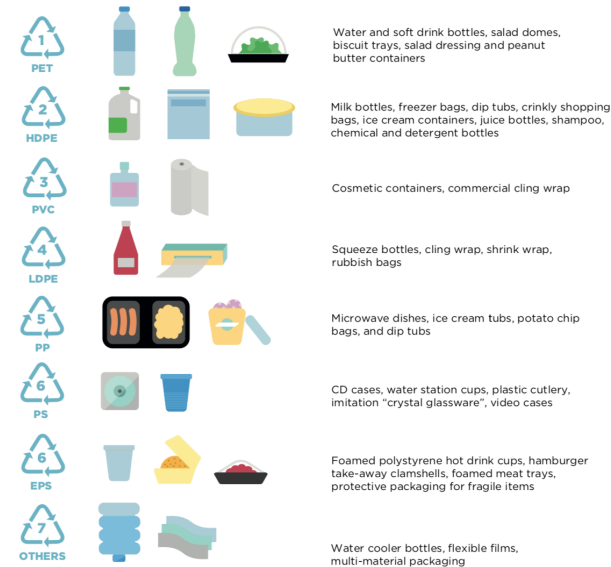 1
PET
Water and soft drink bottles, salad domes,
biscuit trays, salad dressing and peanut
butter containers
2
HDPE
Milk bottles, freezer bags, dip tubs, crinkly shopping
bags, ice cream containers, juice bottles, shampoo,
chemical and detergent bottles
3
PVC
Cosmetic containers, commercial cling wrap
4
LDPE
Squeeze bottles, cling wrap, shrink wrap,
rubbish bags
5
PP
Microwave dishes, ice cream tubs, potato chip
bags, and dip tubs
6
PS
CD cases, water station cups, plastic cutlery,
imitation “crystal glassware”, video cases
6
EPS
Foamed polystyrene hot drink cups, hamburger
take-away clamshells, foamed meat trays,
protective packaging for fragile items
7
OTHERS
Water cooler bottles, flexible films,
multi-material packaging